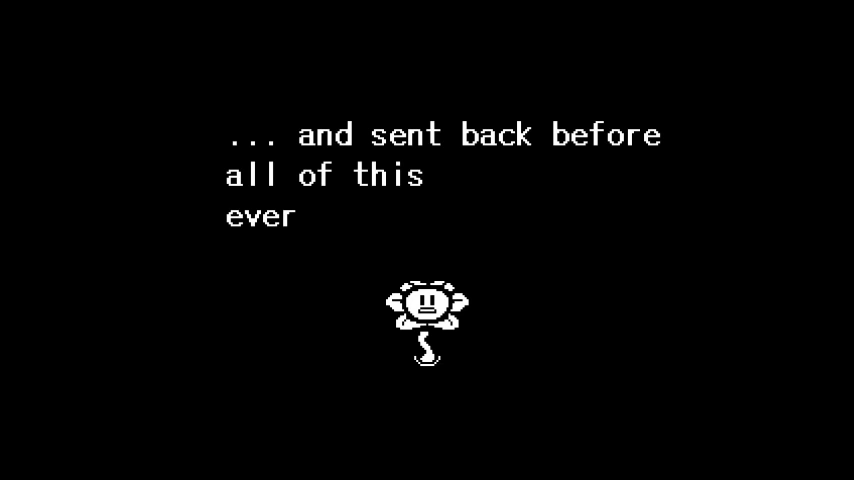 ... and sent back before
all of this
ever